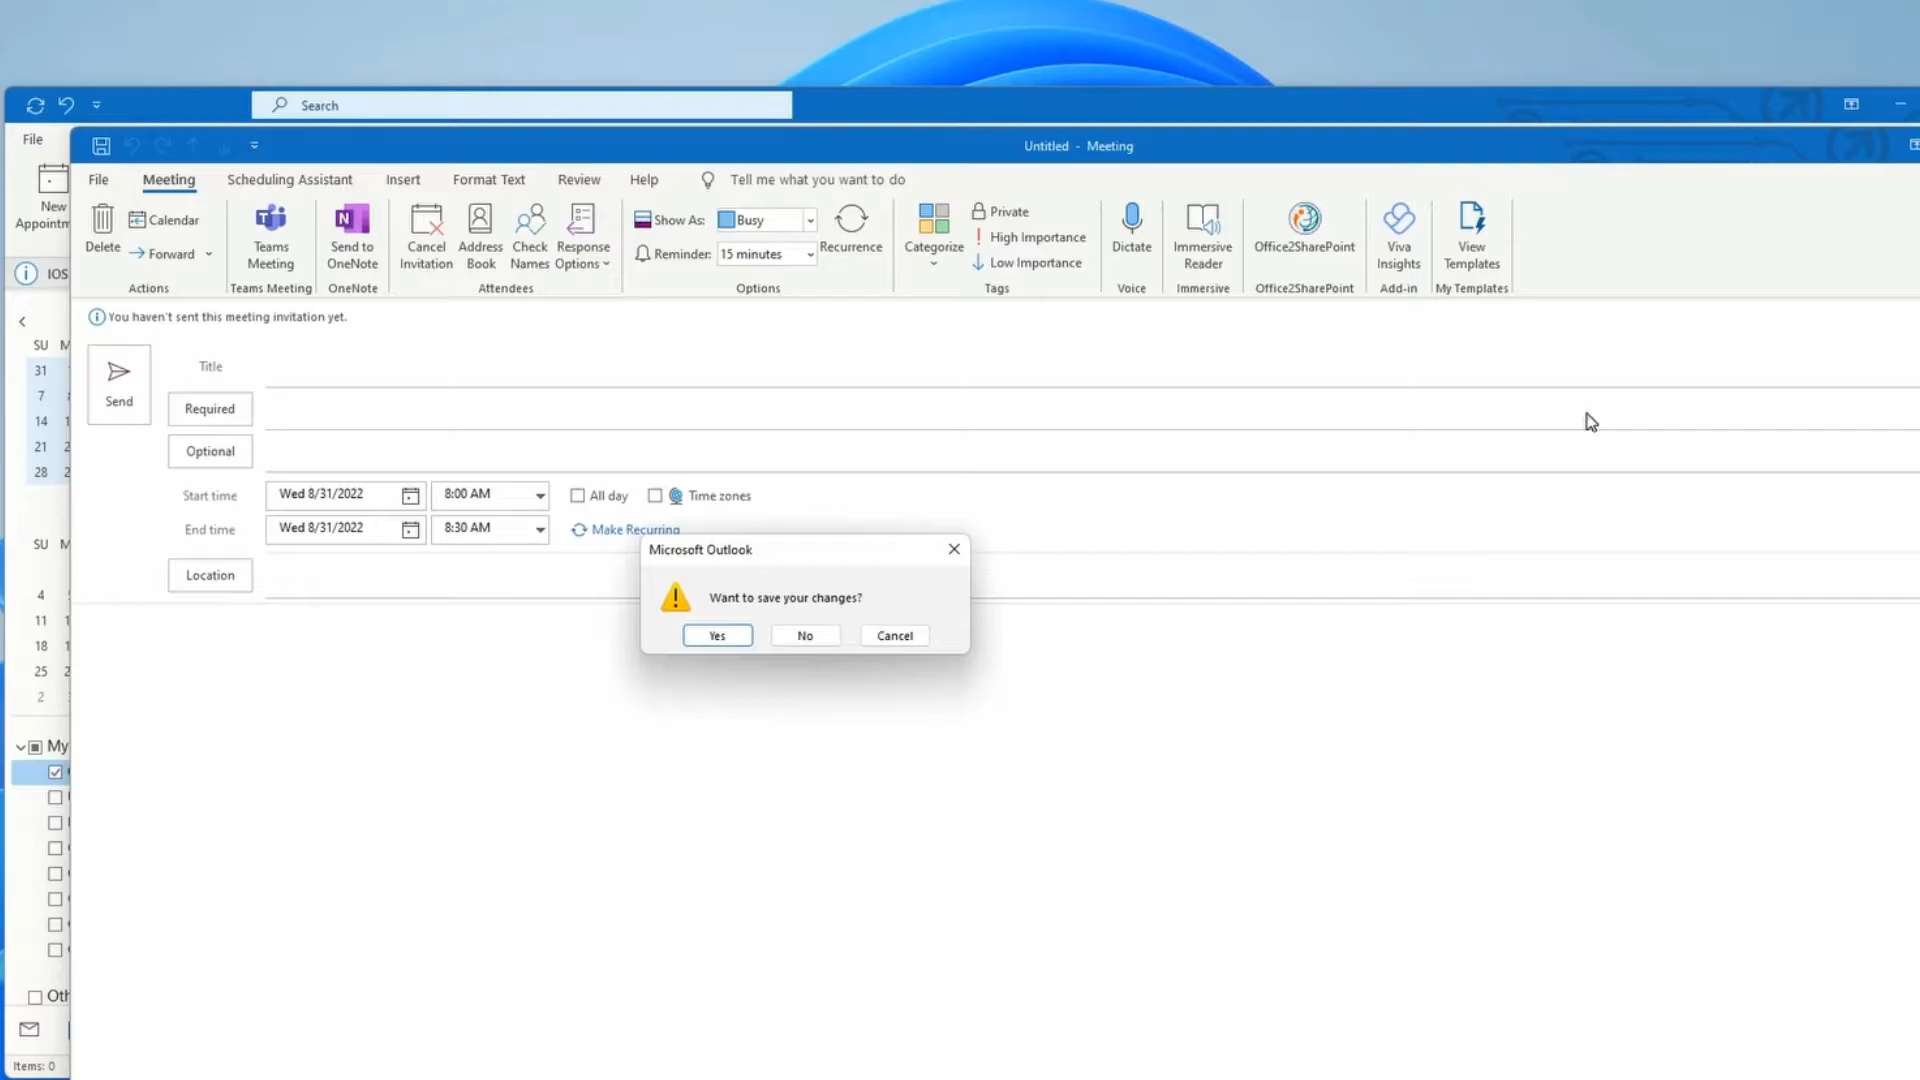 Search
File
Untitled - Meeting
File Meeting Scheduling Assistant Insert Format Text Review Help Tell me what you want to do
New
Delete
Calendar
Forward
Teams
Meeting
Teams Meeting
Send to
OneNote
OneNote
Cancel
Invitation
Address
Book
Check
Names
Response
Options
Attendees
Show As: Busy
Reminder: 15 minutes
Recurrence
Options
Categorize
Private
High Importance
Low Importance
Tags
Dictate
Voice
Immersive
Reader
Immersive
Office2SharePoint
Office2SharePoint
Viva
Insights
Add-in
View
Templates
My Templates
Actions
Appointm
IOS
You haven't sent this meeting invitation yet.
Send
Title
Required
Optional
Start time Wed 8/31/2022 8:00 AM All day Time zones
End time Wed 8/31/2022 8:30 AM Make Recurring
Location
Microsoft Outlook
Want to save your changes?
Yes No Cancel
SU M
31
7
14 1
21 2
28 2
SU M
4
11 1
18 1
25 2
2
My
Oth
Items: 0